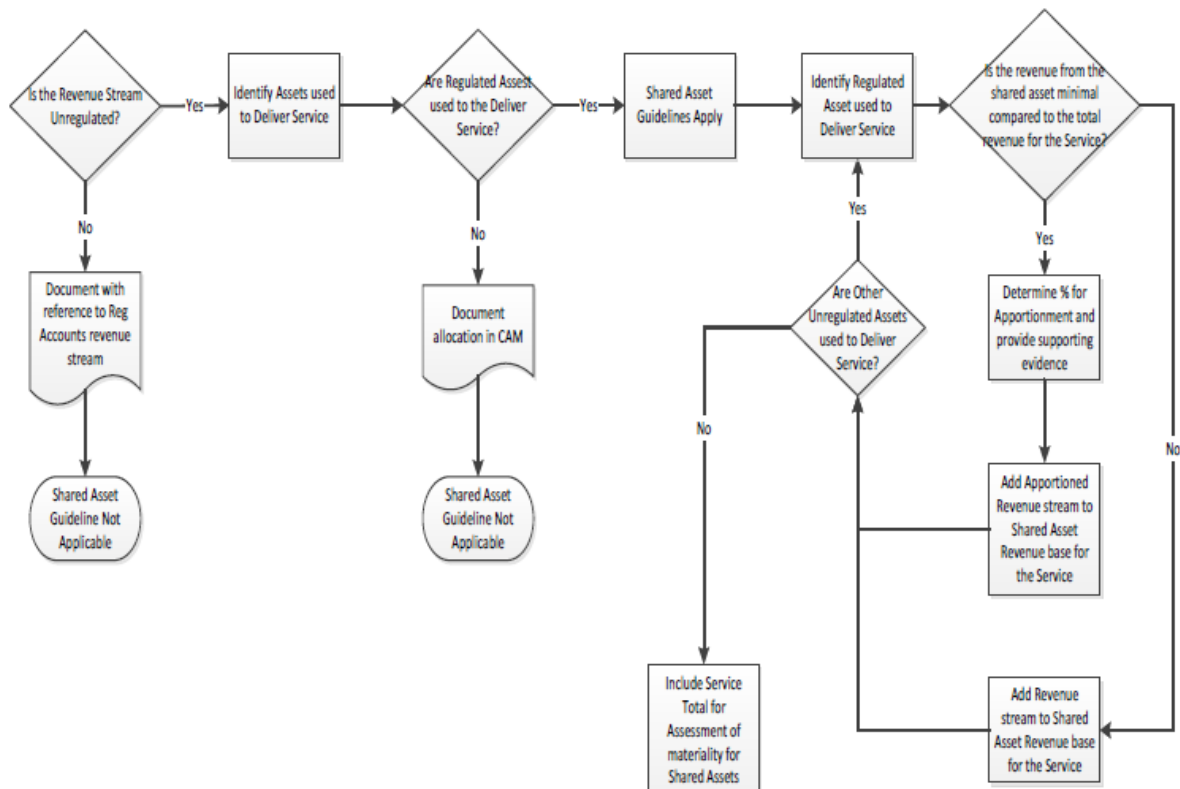 Is the Revenue Stream
Unregulated?
Yes
Identify Assets used
to Deliver Service
Are Regulated Assest
used to the Deliver
Service?
Yes
Shared Asset
Guidelines Apply
Identify Regulated
Asset used to
Deliver Service
Is the revenue from the
shared asset minimal
compared to the total
revenue for the Service?
No
Document with
reference to Reg
Accounts revenue
stream
Shared Asset
Guideline Not
Applicable
No
Document
allocation in CAM
Shared Asset
Guideline Not
Applicable
Yes
Are Other
Unregulated Assets
used to Deliver
Service?
No
Include Service
Total for
Assessment of
materiality for
Shared Assets
Yes
Determine % for
Apportionment and
provide supporting
evidence
Add Apportioned
Revenue stream to
Shared Asset
Revenue base for
the Service
No
Add Revenue
stream to Shared
Asset Revenue base
for the Service